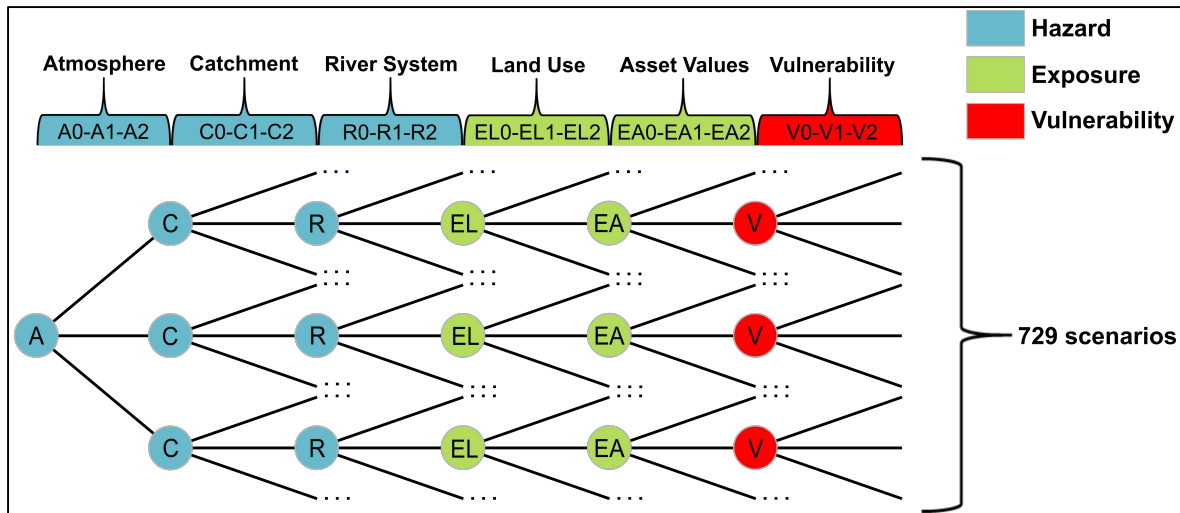 Hazard
Exposure
Vulnerability
Atmosphere Catchment River System Land Use Asset Values Vulnerability
A0-A1-A2 C0-C1-C2 R0-R1-R2 EL0-EL1-EL2 EA0-EA1-EA2 V0-V1-V2
C R EL EA V
A C R EL EA V
729 scenarios
C R EL EA V